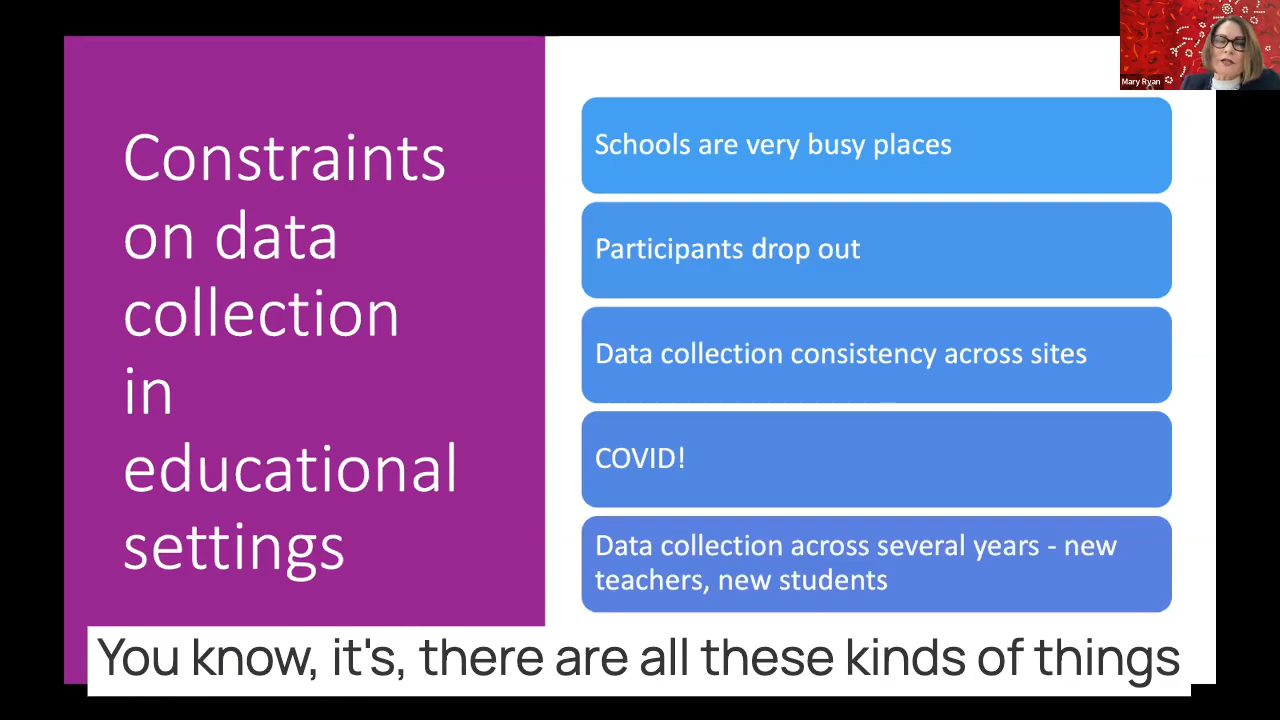 Mary Ryan
Constraints
on data
collection
in
educational
settings
Schools are very busy places
Participants drop out
Data collection consistency across sites
COVID!
Data collection across several years - new
teachers, new students
You know, it's, there are all these kinds of things